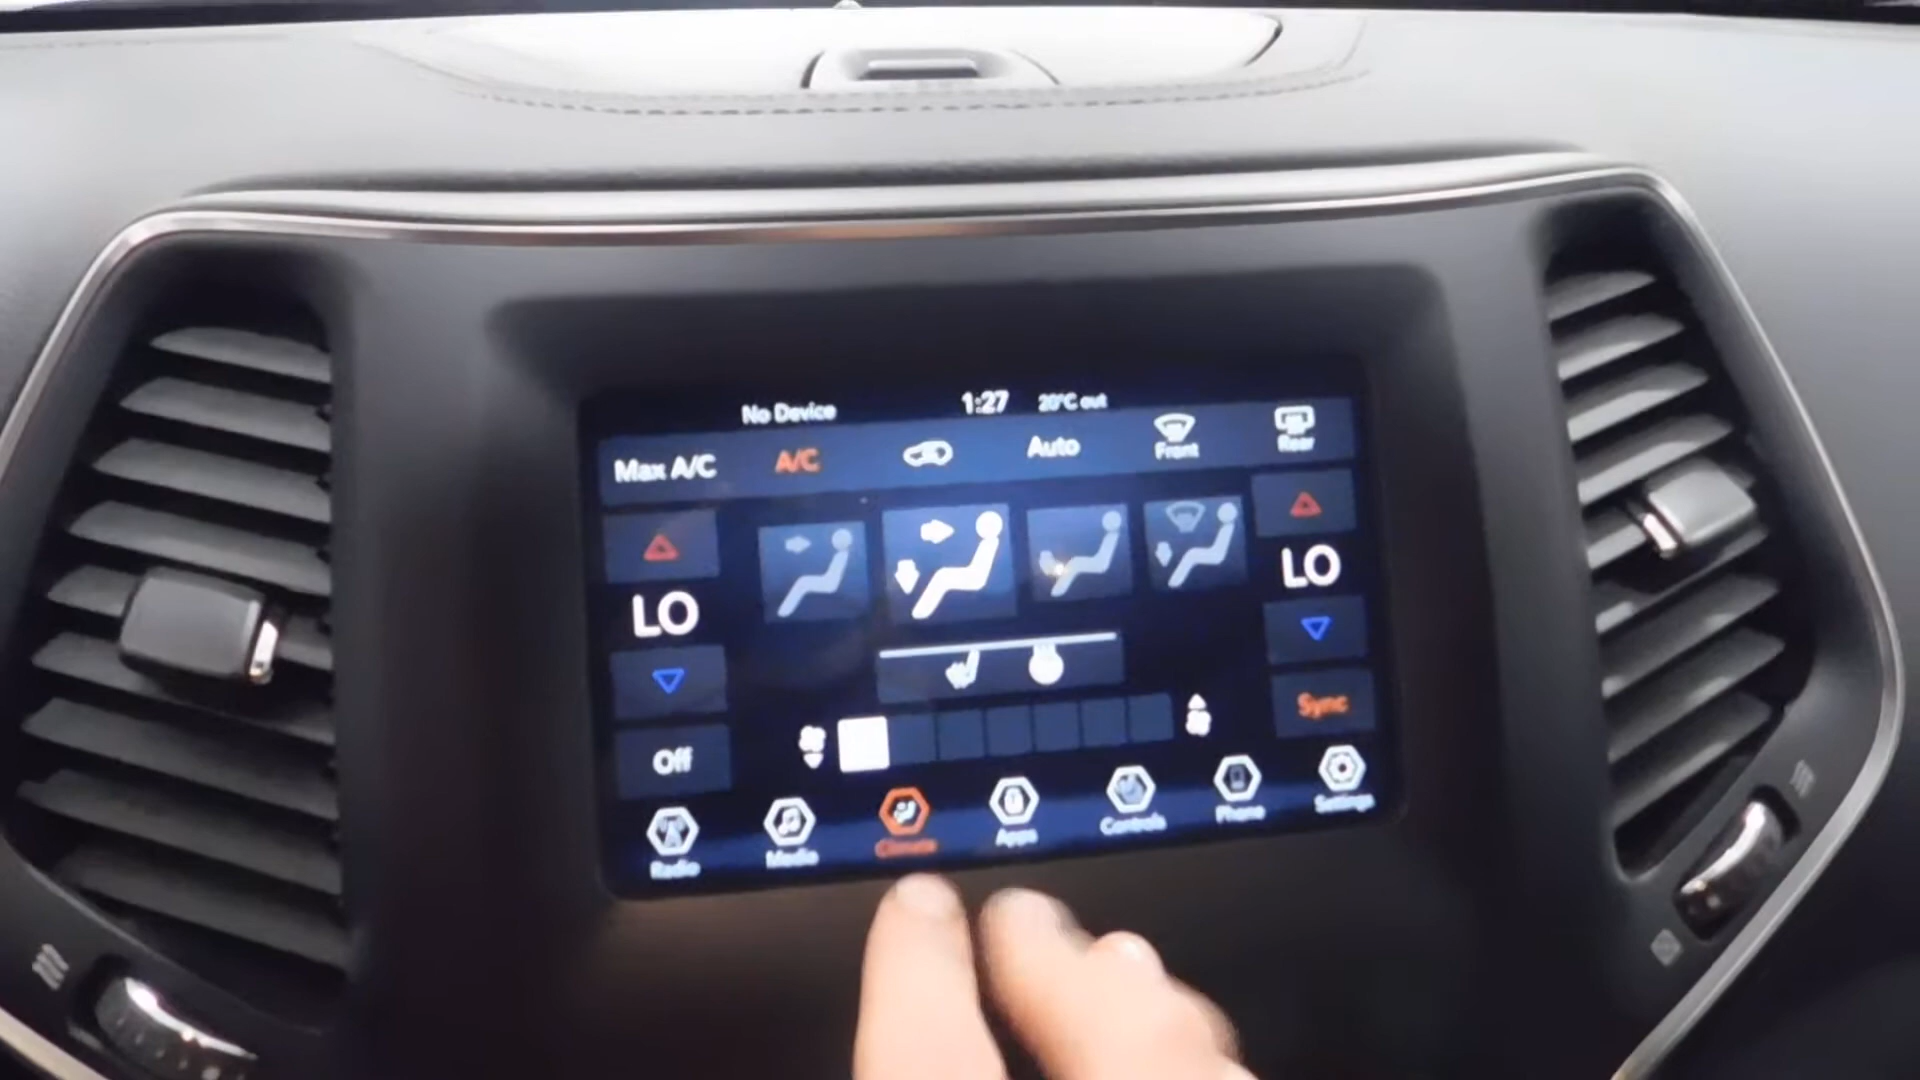 No Device 1:27 20°C out
Max A/C A/C Auto Front Rear
LO LO
Off Sync
Radio Media Climate Apps Controls Phone Settings